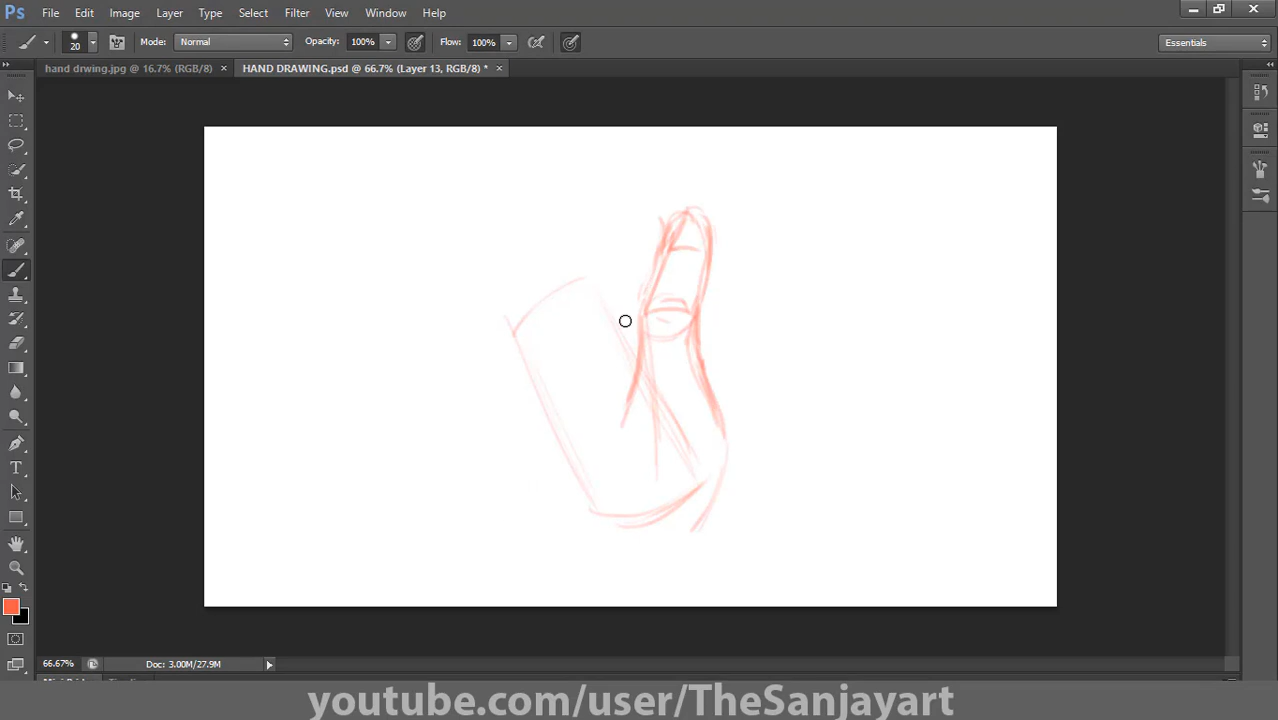 Ps File Edit Image Layer Type Select Filter View Window Help
20 Mode: Normal Opacity: 100% Flow: 100% Essentials
hand drwing.jpg @ 16.7% (RGB/8) × HAND DRAWING.psd @ 66.7% (Layer 13, RGB/8) * ×
T
66.67% Doc: 3.00M/27.9M
youtube.com/user/TheSanjayart